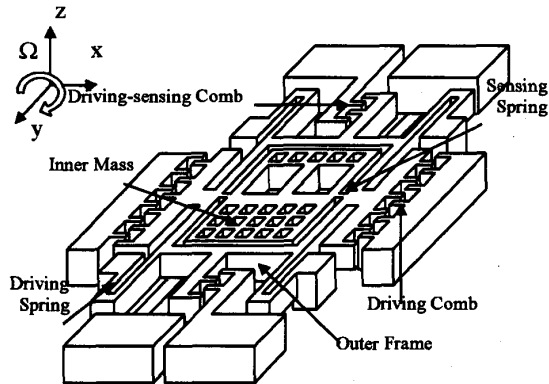 z
Ω
x
y
Driving-sensing Comb
Sensing
Spring
Inner Mass
Driving
Spring
Driving Comb
Outer Frame